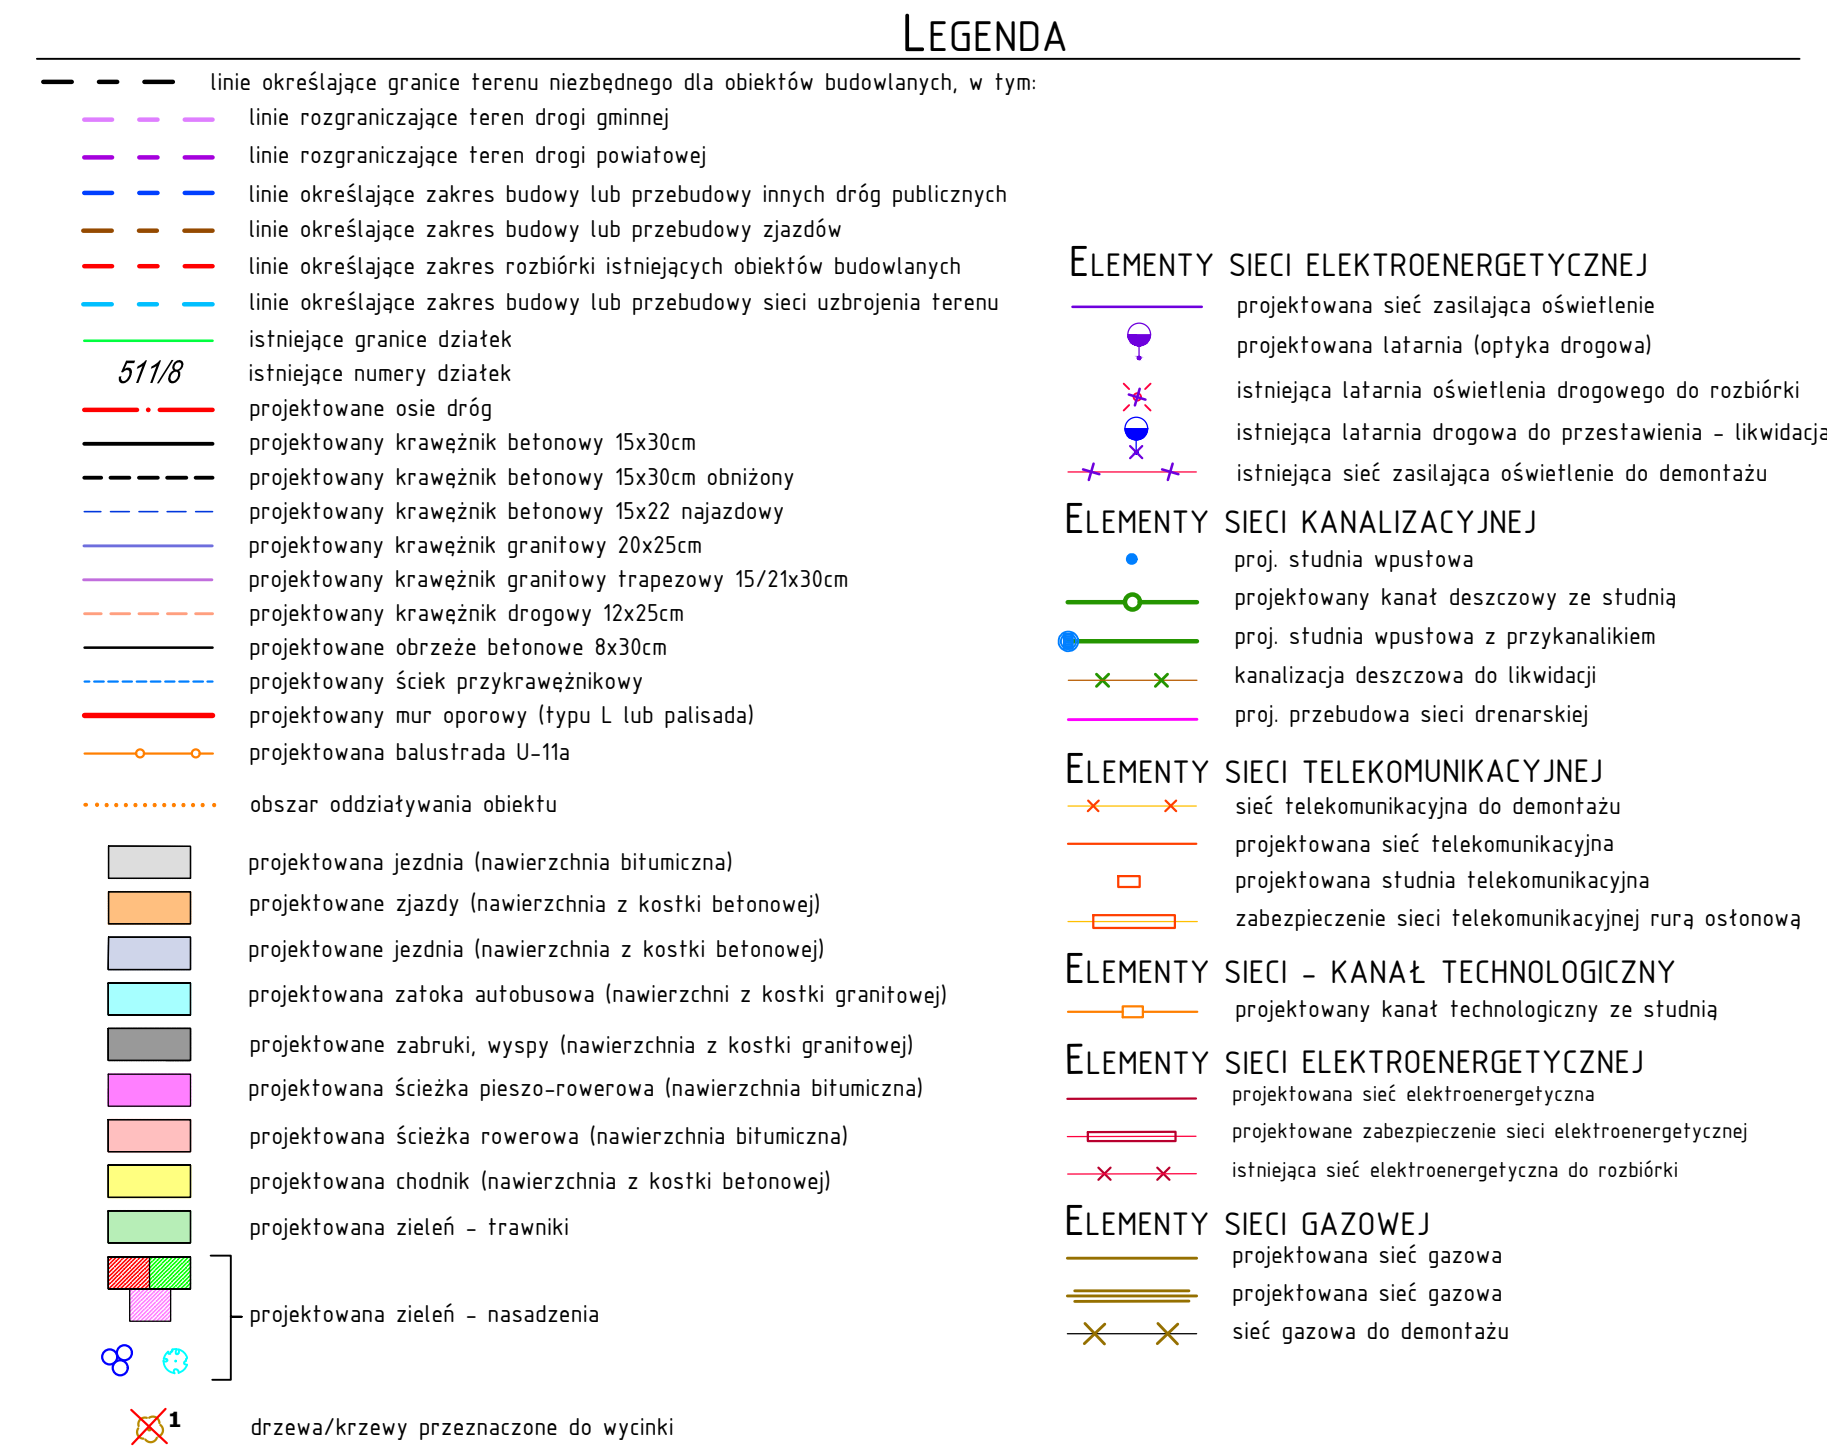 LEGENDA
linie określające granice terenu niezbędnego dla obiektów budowlanych, w tym:
linie rozgraniczające teren drogi gminnej
linie rozgraniczające teren drogi powiatowej
linie określające zakres budowy lub przebudowy innych dróg publicznych
linie określające zakres budowy lub przebudowy zjazdów
linie określające zakres rozbiórki istniejących obiektów budowlanych
linie określające zakres budowy lub przebudowy sieci uzbrojenia terenu
istniejące granice działek
511/8 istniejące numery działek
projektowane osie dróg
projektowany krawężnik betonowy 15x30cm
projektowany krawężnik betonowy 15x30cm obniżony
projektowany krawężnik betonowy 15x22 najazdowy
projektowany krawężnik granitowy 20x25cm
projektowany krawężnik granitowy trapezowy 15/21x30cm
projektowany krawężnik drogowy 12x25cm
projektowane obrzeże betonowe 8x30cm
projektowany ściek przykrawężnikowy
projektowany mur oporowy (typu L lub palisada)
projektowana balustrada U-11a
obszar oddziaływania obiektu
projektowana jezdnia (nawierzchnia bitumiczna)
projektowane zjazdy (nawierzchnia z kostki betonowej)
projektowane jezdnia (nawierzchnia z kostki betonowej)
projektowana zatoka autobusowa (nawierzchni z kostki granitowej)
projektowane zabruki, wyspy (nawierzchnia z kostki granitowej)
projektowana ścieżka pieszo-rowerowa (nawierzchnia bitumiczna)
projektowana ścieżka rowerowa (nawierzchnia bitumiczna)
projektowana chodnik (nawierzchnia z kostki betonowej)
projektowana zieleń - trawniki
projektowana zieleń - nasadzenia
1 drzewa/krzewy przeznaczone do wycinki
ELEMENTY SIECI ELEKTROENERGETYCZNEJ
projektowana sieć zasilająca oświetlenie
projektowana latarnia (optyka drogowa)
istniejąca latarnia oświetlenia drogowego do rozbiórki
istniejąca latarnia drogowa do przestawienia - likwidacja
istniejąca sieć zasilająca oświetlenie do demontażu
ELEMENTY SIECI KANALIZACYJNEJ
proj. studnia wpustowa
projektowany kanał deszczowy ze studnią
proj. studnia wpustowa z przykanalikiem
kanalizacja deszczowa do likwidacji
proj. przebudowa sieci drenarskiej
ELEMENTY SIECI TELEKOMUNIKACYJNEJ
sieć telekomunikacyjna do demontażu
projektowana sieć telekomunikacyjna
projektowana studnia telekomunikacyjna
zabezpieczenie sieci telekomunikacyjnej rurą osłonową
ELEMENTY SIECI - KANAŁ TECHNOLOGICZNY
projektowany kanał technologiczny ze studnią
ELEMENTY SIECI ELEKTROENERGETYCZNEJ
projektowana sieć elektroenergetyczna
projektowane zabezpieczenie sieci elektroenergetycznej
istniejąca sieć elektroenergetyczna do rozbiórki
ELEMENTY SIECI GAZOWEJ
projektowana sieć gazowa
projektowana sieć gazowa
sieć gazowa do demontażu